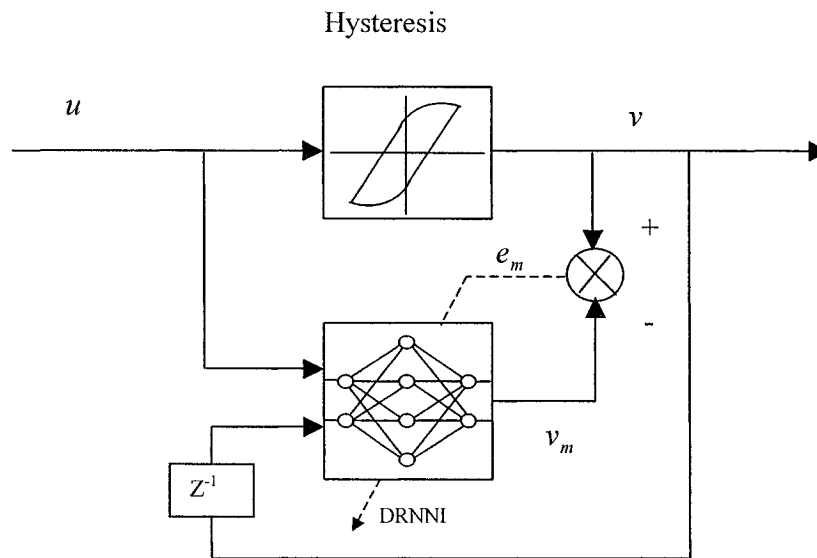 Hysteresis
u
v
+
e_m
-
v_m
Z^{-1}
DRNNI